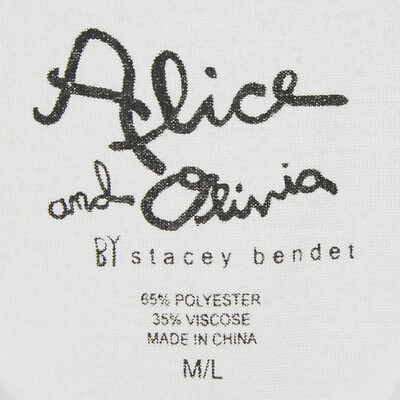 Alice
and Olivia
BY stacey bendet
65% POLYESTER
35% VISCOSE
MADE IN CHINA
M/L